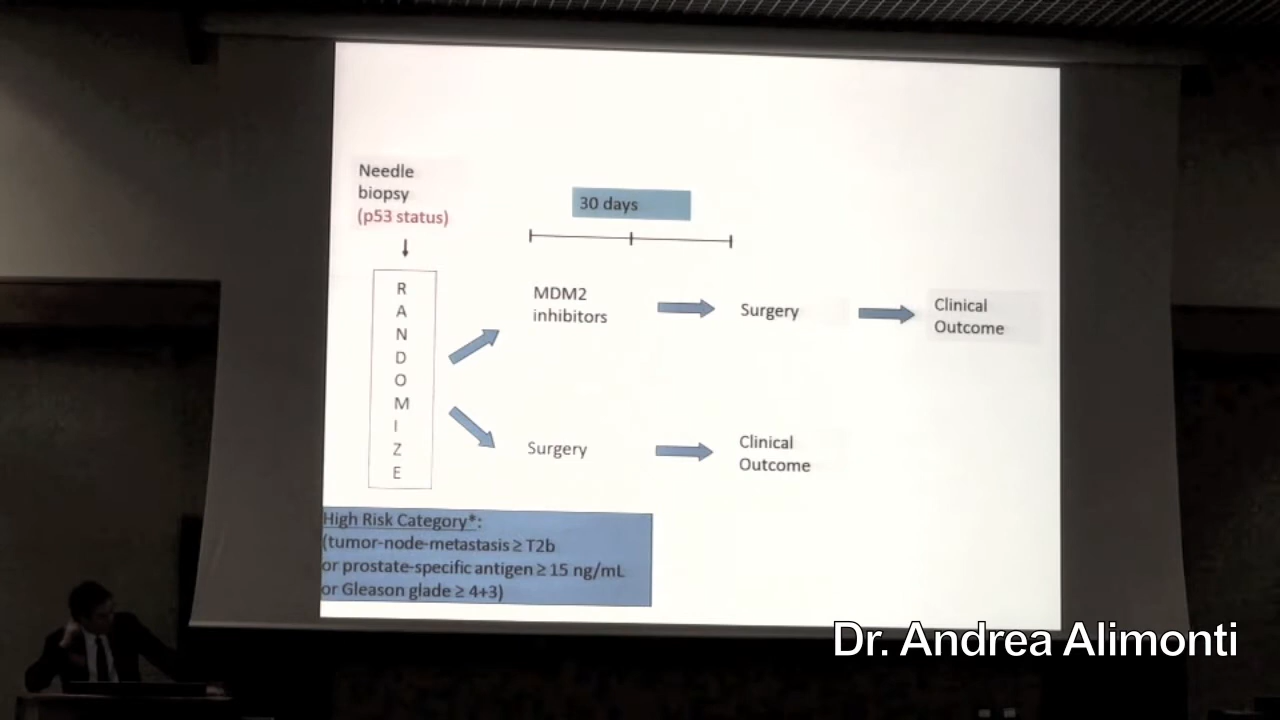 Needle
biopsy
(p53 status)
30 days
R
A
N
D
O
M
I
Z
E
MDM2
inhibitors
Surgery
Clinical
Outcome
Surgery
Clinical
Outcome
High Risk Category*:
(tumor-node-metastasis ≥ T2b
or prostate-specific antigen ≥ 15 ng/mL
or Gleason glade ≥ 4+3)
Dr. Andrea Alimonti